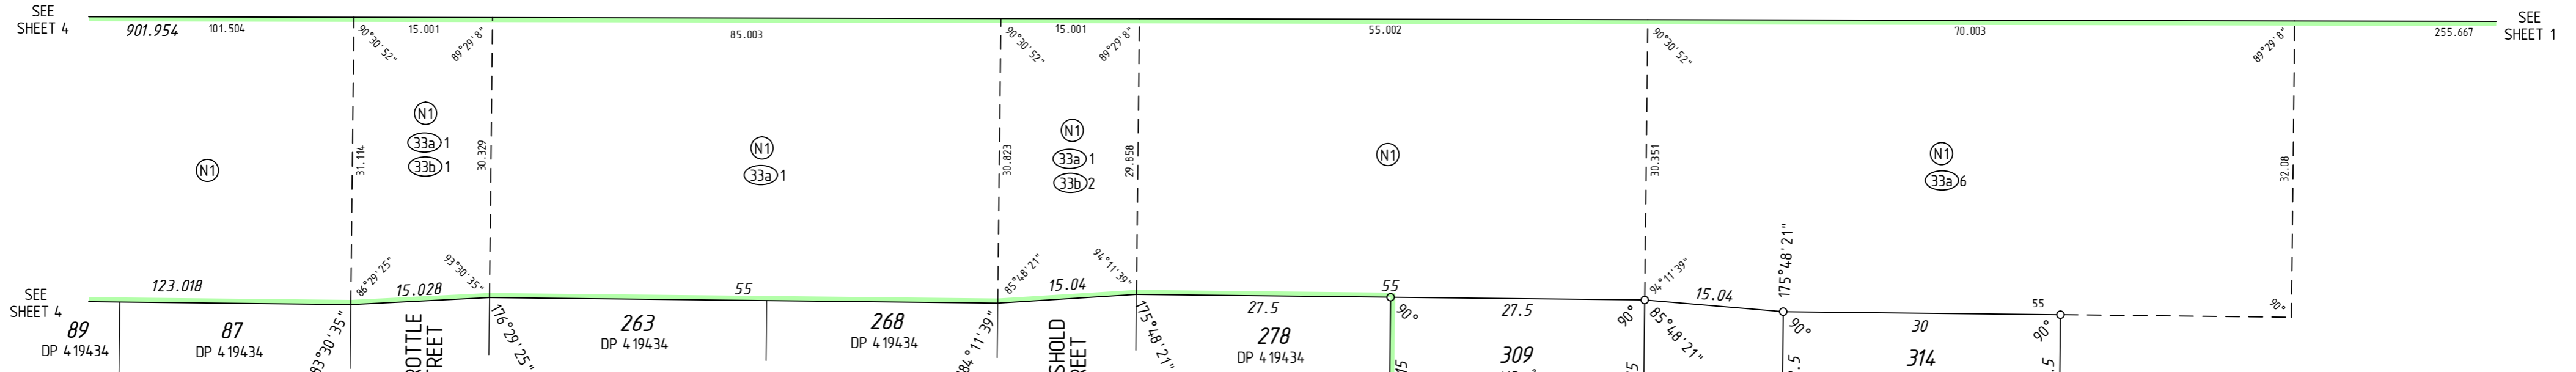 SEE
SHEET 4
901.954
101.504
15.001
85.003
15.001
55.002
70.003
255.667
SEE
SHEET 1
90°30'52"
89°29'8"
90°30'52"
89°29'8"
90°30'52"
89°29'8"
N1
31.114
N1
33a 1
33b 1
30.329
N1
33a 1
30.823
N1
33a 1
33b 2
29.858
N1
30.351
N1
33a 6
32.08
SEE
SHEET 4
123.018
86°29'25"
15.028
93°30'35"
55
85°48'21"
15.04
94°11'39"
55
94°11'39"
15.04
175°48'21"
55
90°
89
DP 419434
87
DP 419434
83°30'35"
176°29'25"
263
DP 419434
268
DP 419434
84°11'39"
175°48'21"
27.5
278
DP 419434
90°
27.5
309
90°
85°48'21"
90°
30
314
90°